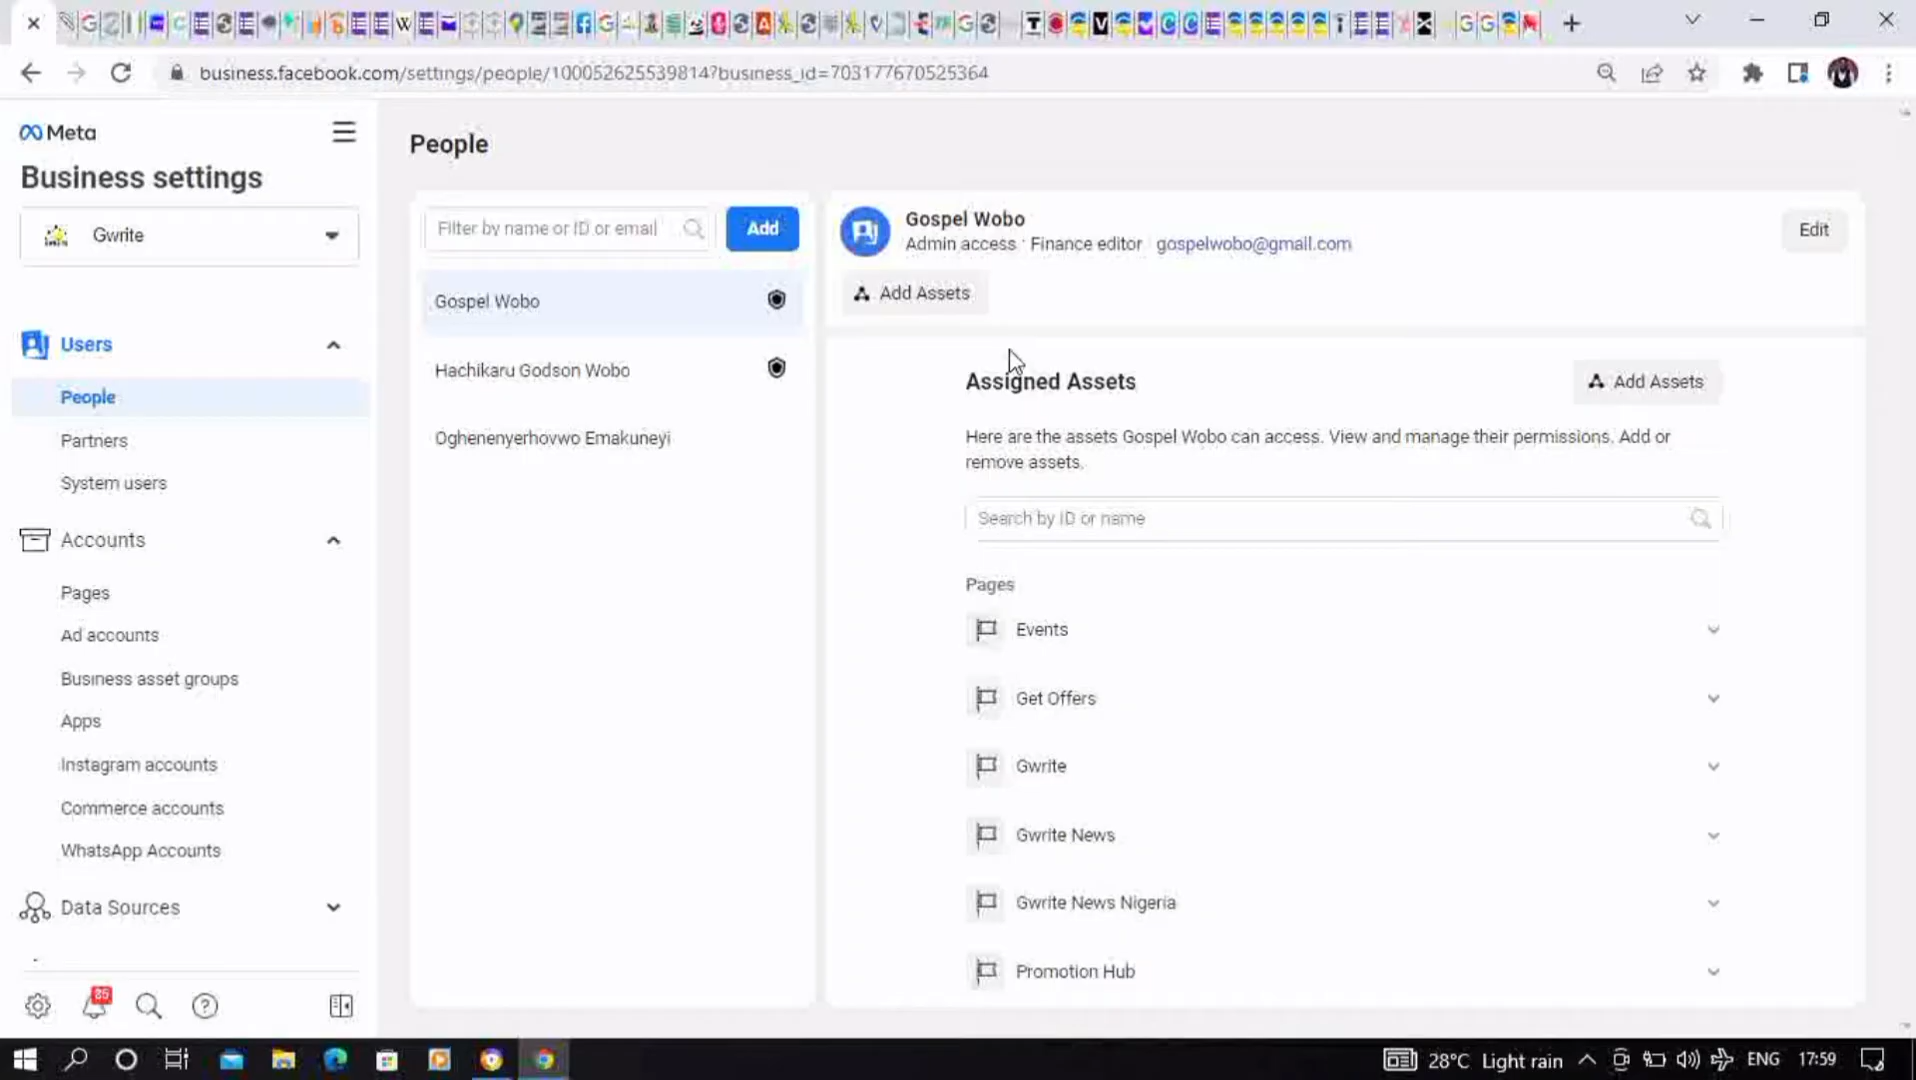 business.facebook.com/settings/people/100052625539814?business_id=703177670525364
Meta
Business settings
Gwrite
Users
People
Partners
System users
Accounts
Pages
Ad accounts
Business asset groups
Apps
Instagram accounts
Commerce accounts
WhatsApp Accounts
Data Sources
People
Filter by name or ID or email
Add
Gospel Wobo
Hachikaru Godson Wobo
Oghenenyerhovwo Emakuneyi
Gospel Wobo
Admin access · Finance editor gospelwobo@gmail.com
Edit
Add Assets
Assigned Assets
Add Assets
Here are the assets Gospel Wobo can access. View and manage their permissions. Add or
remove assets.
Search by ID or name
Pages
Events
Get Offers
Gwrite
Gwrite News
Gwrite News Nigeria
Promotion Hub
28°C Light rain
ENG
17:59